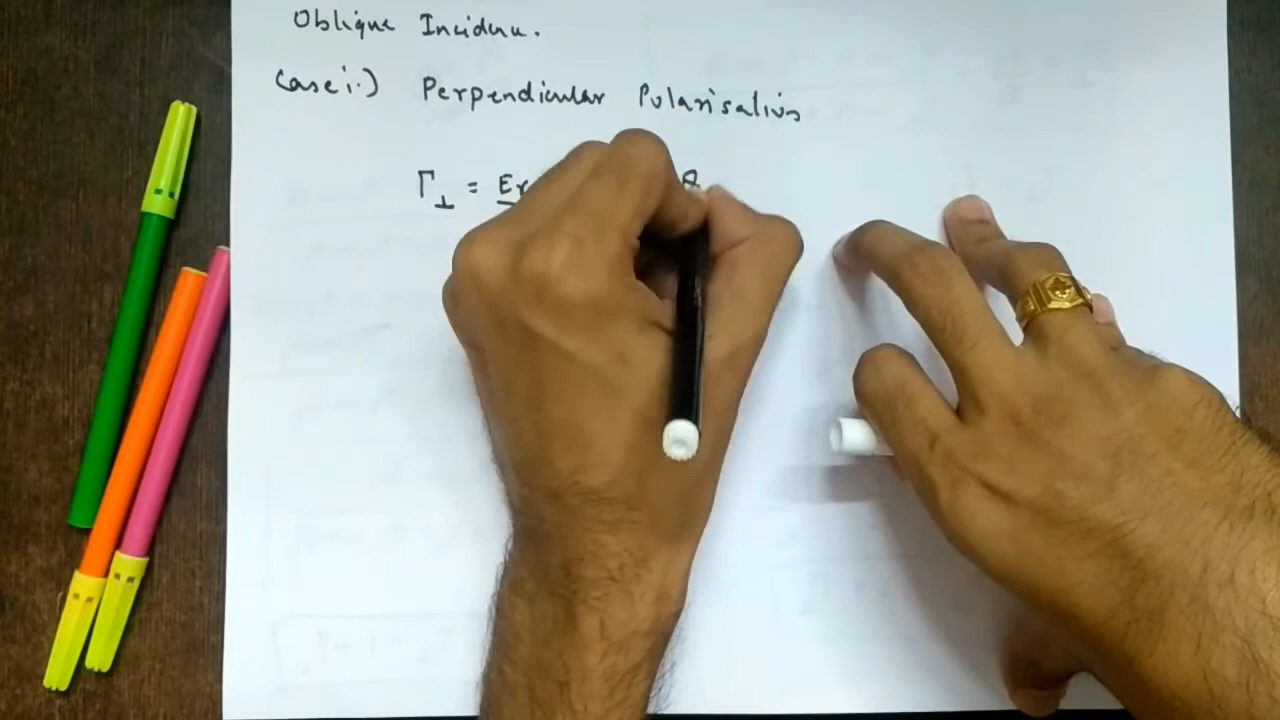 Oblique Incidence.
Case i.) Perpendicular Polarisation
Γ⊥ = Er θ